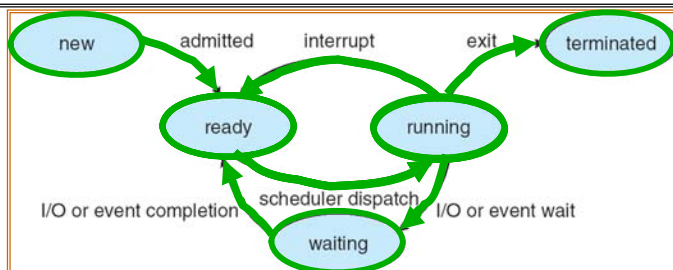 new
admitted
interrupt
exit
terminated
ready
running
I/O or event completion
scheduler dispatch
I/O or event wait
waiting